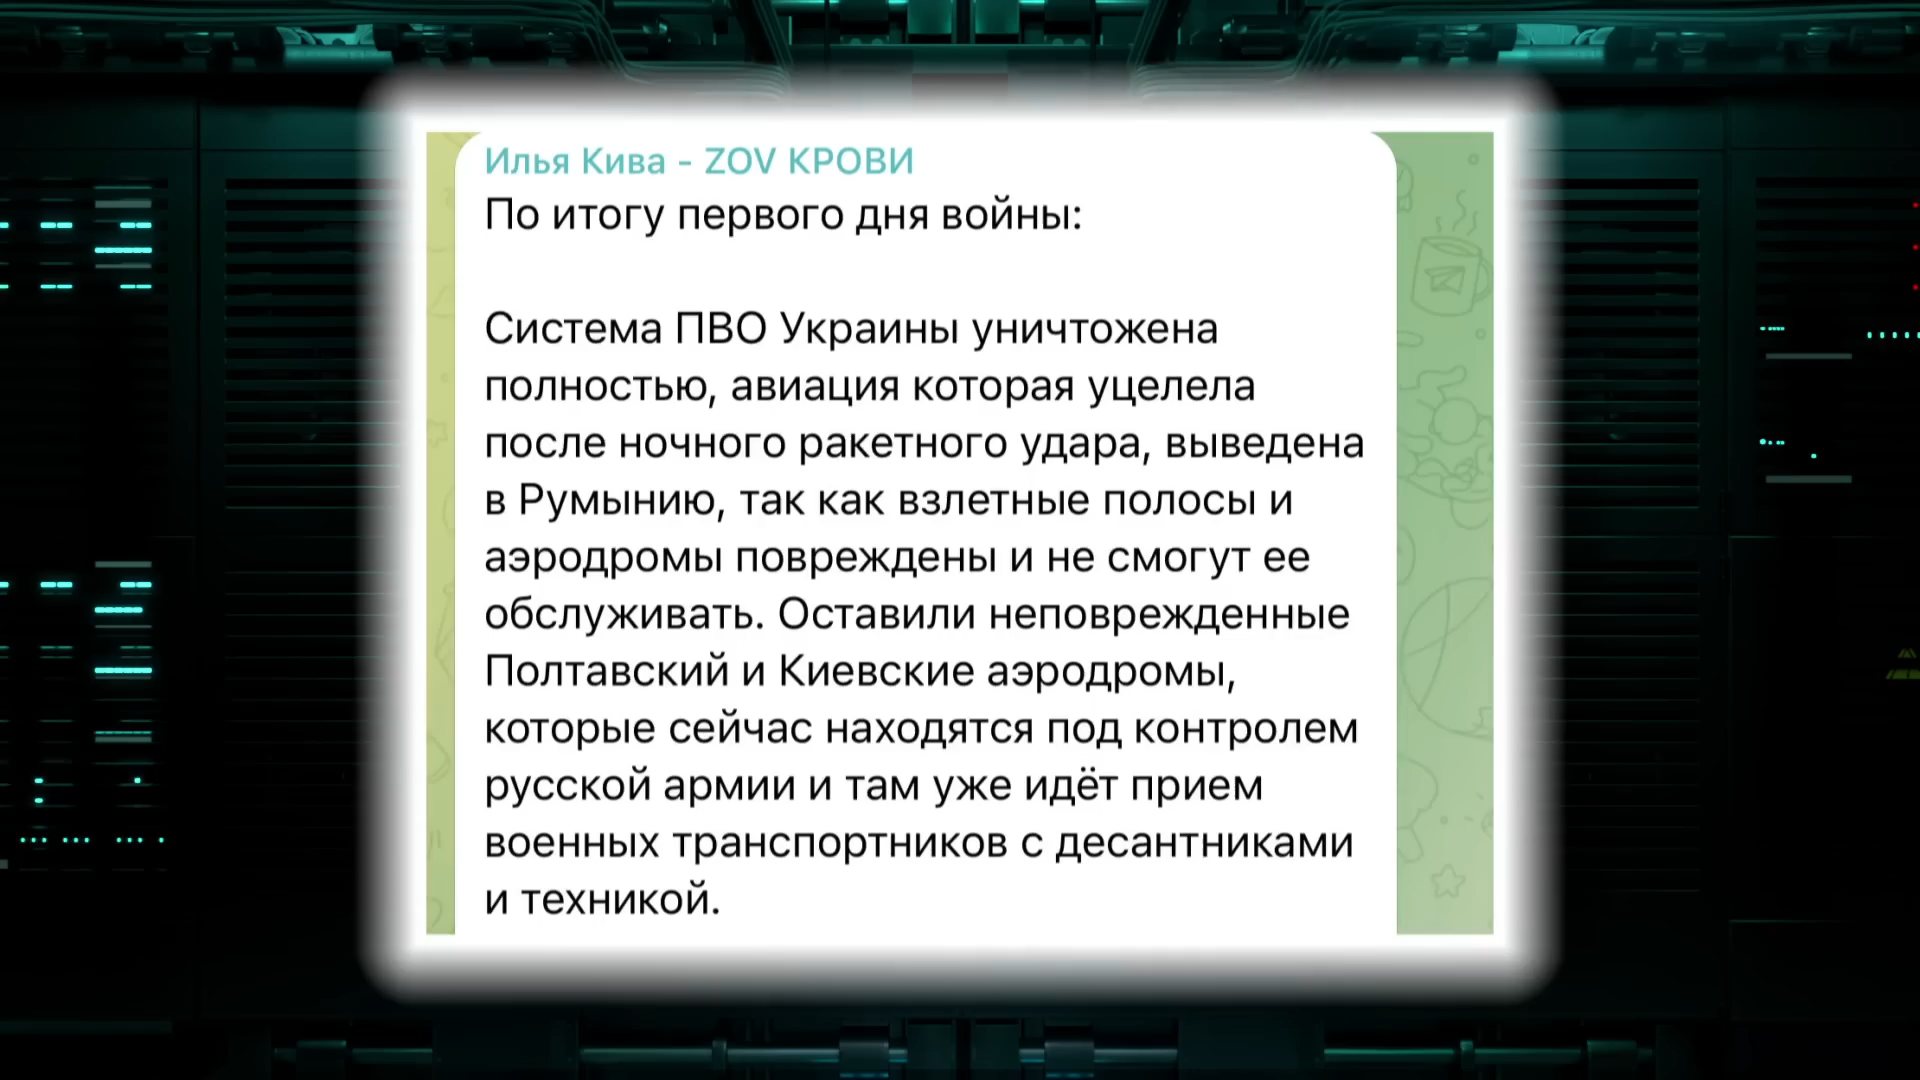 Илья Кива - ZOV КРОВИ
По итогу первого дня войны:
Система ПВО Украины уничтожена
полностью, авиация которая уцелела
после ночного ракетного удара, выведена
в Румынию, так как взлетные полосы и
аэродромы повреждены и не смогут ее
обслуживать. Оставили неповрежденные
Полтавский и Киевские аэродромы,
которые сейчас находятся под контролем
русской армии и там уже идёт прием
военных транспортников с десантниками
и техникой.